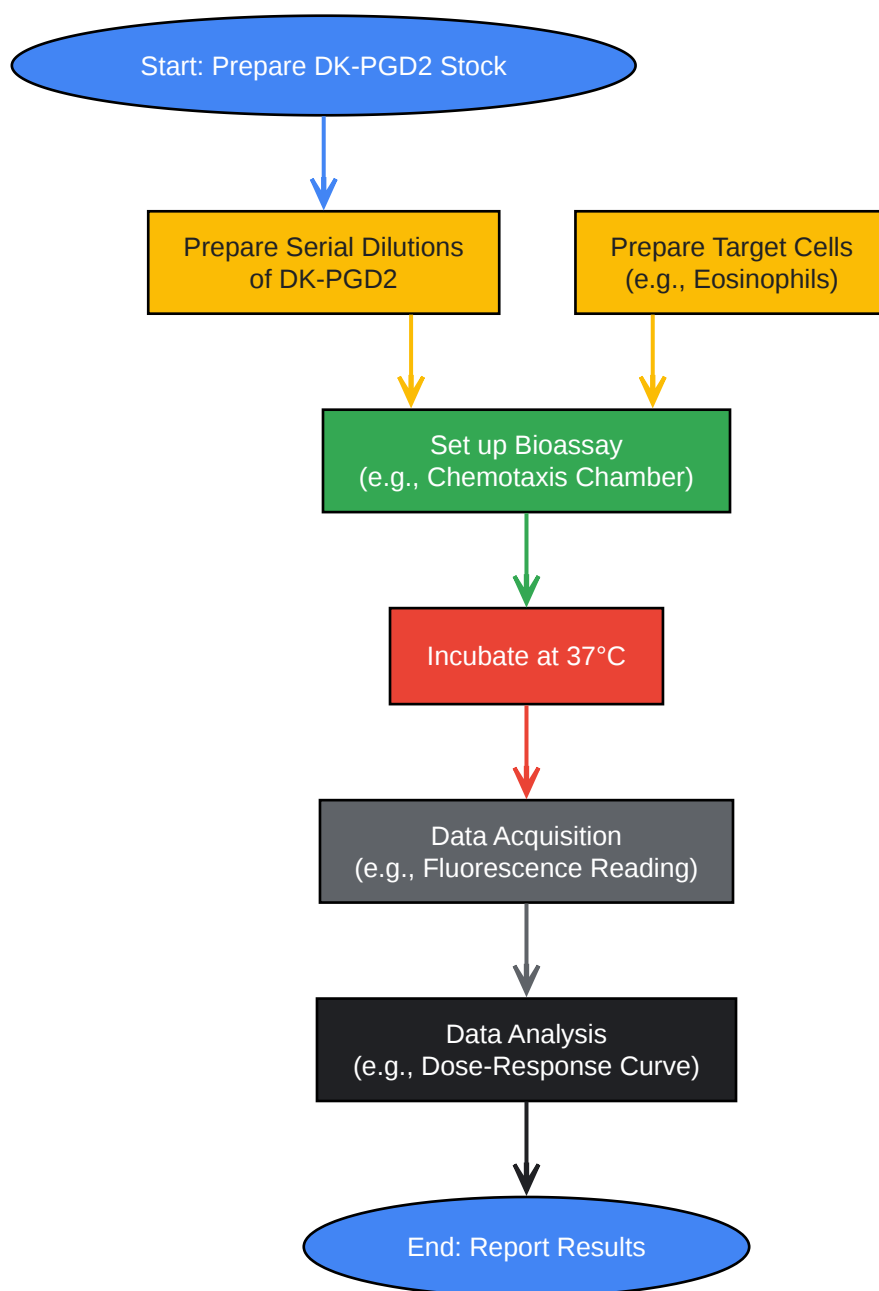 Start: Prepare DK-PGD2 Stock
Prepare Serial Dilutions
of DK-PGD2
Prepare Target Cells
(e.g., Eosinophils)
Set up Bioassay
(e.g., Chemotaxis Chamber)
Incubate at 37°C
Data Acquisition
(e.g., Fluorescence Reading)
Data Analysis
(e.g., Dose-Response Curve)
End: Report Results